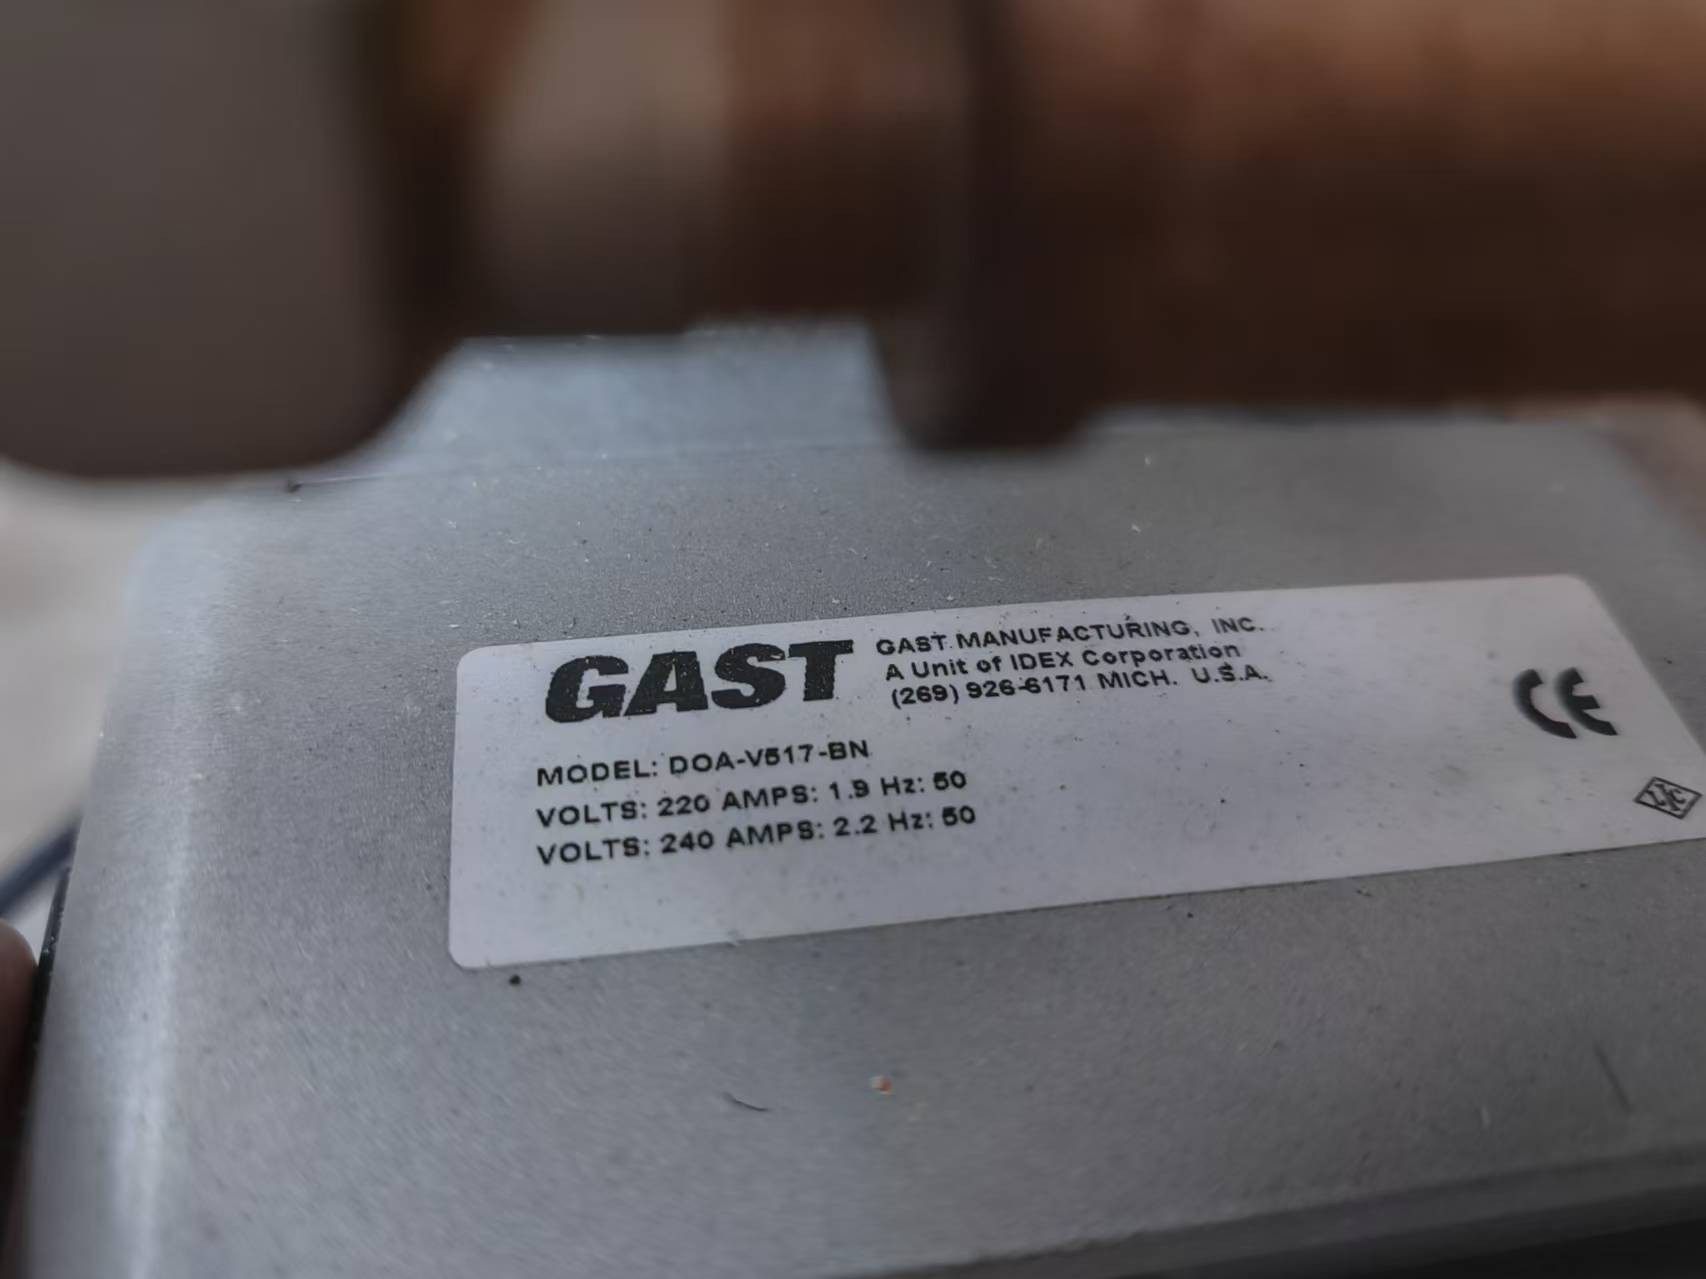 GAST
GAST MANUFACTURING, INC.
A Unit of IDEX Corporation
(269) 926-6171 MICH. U.S.A.
MODEL: DOA-V517-BN
VOLTS: 220 AMPS: 1.9 Hz: 50
VOLTS: 240 AMPS: 2.2 Hz: 50
CE